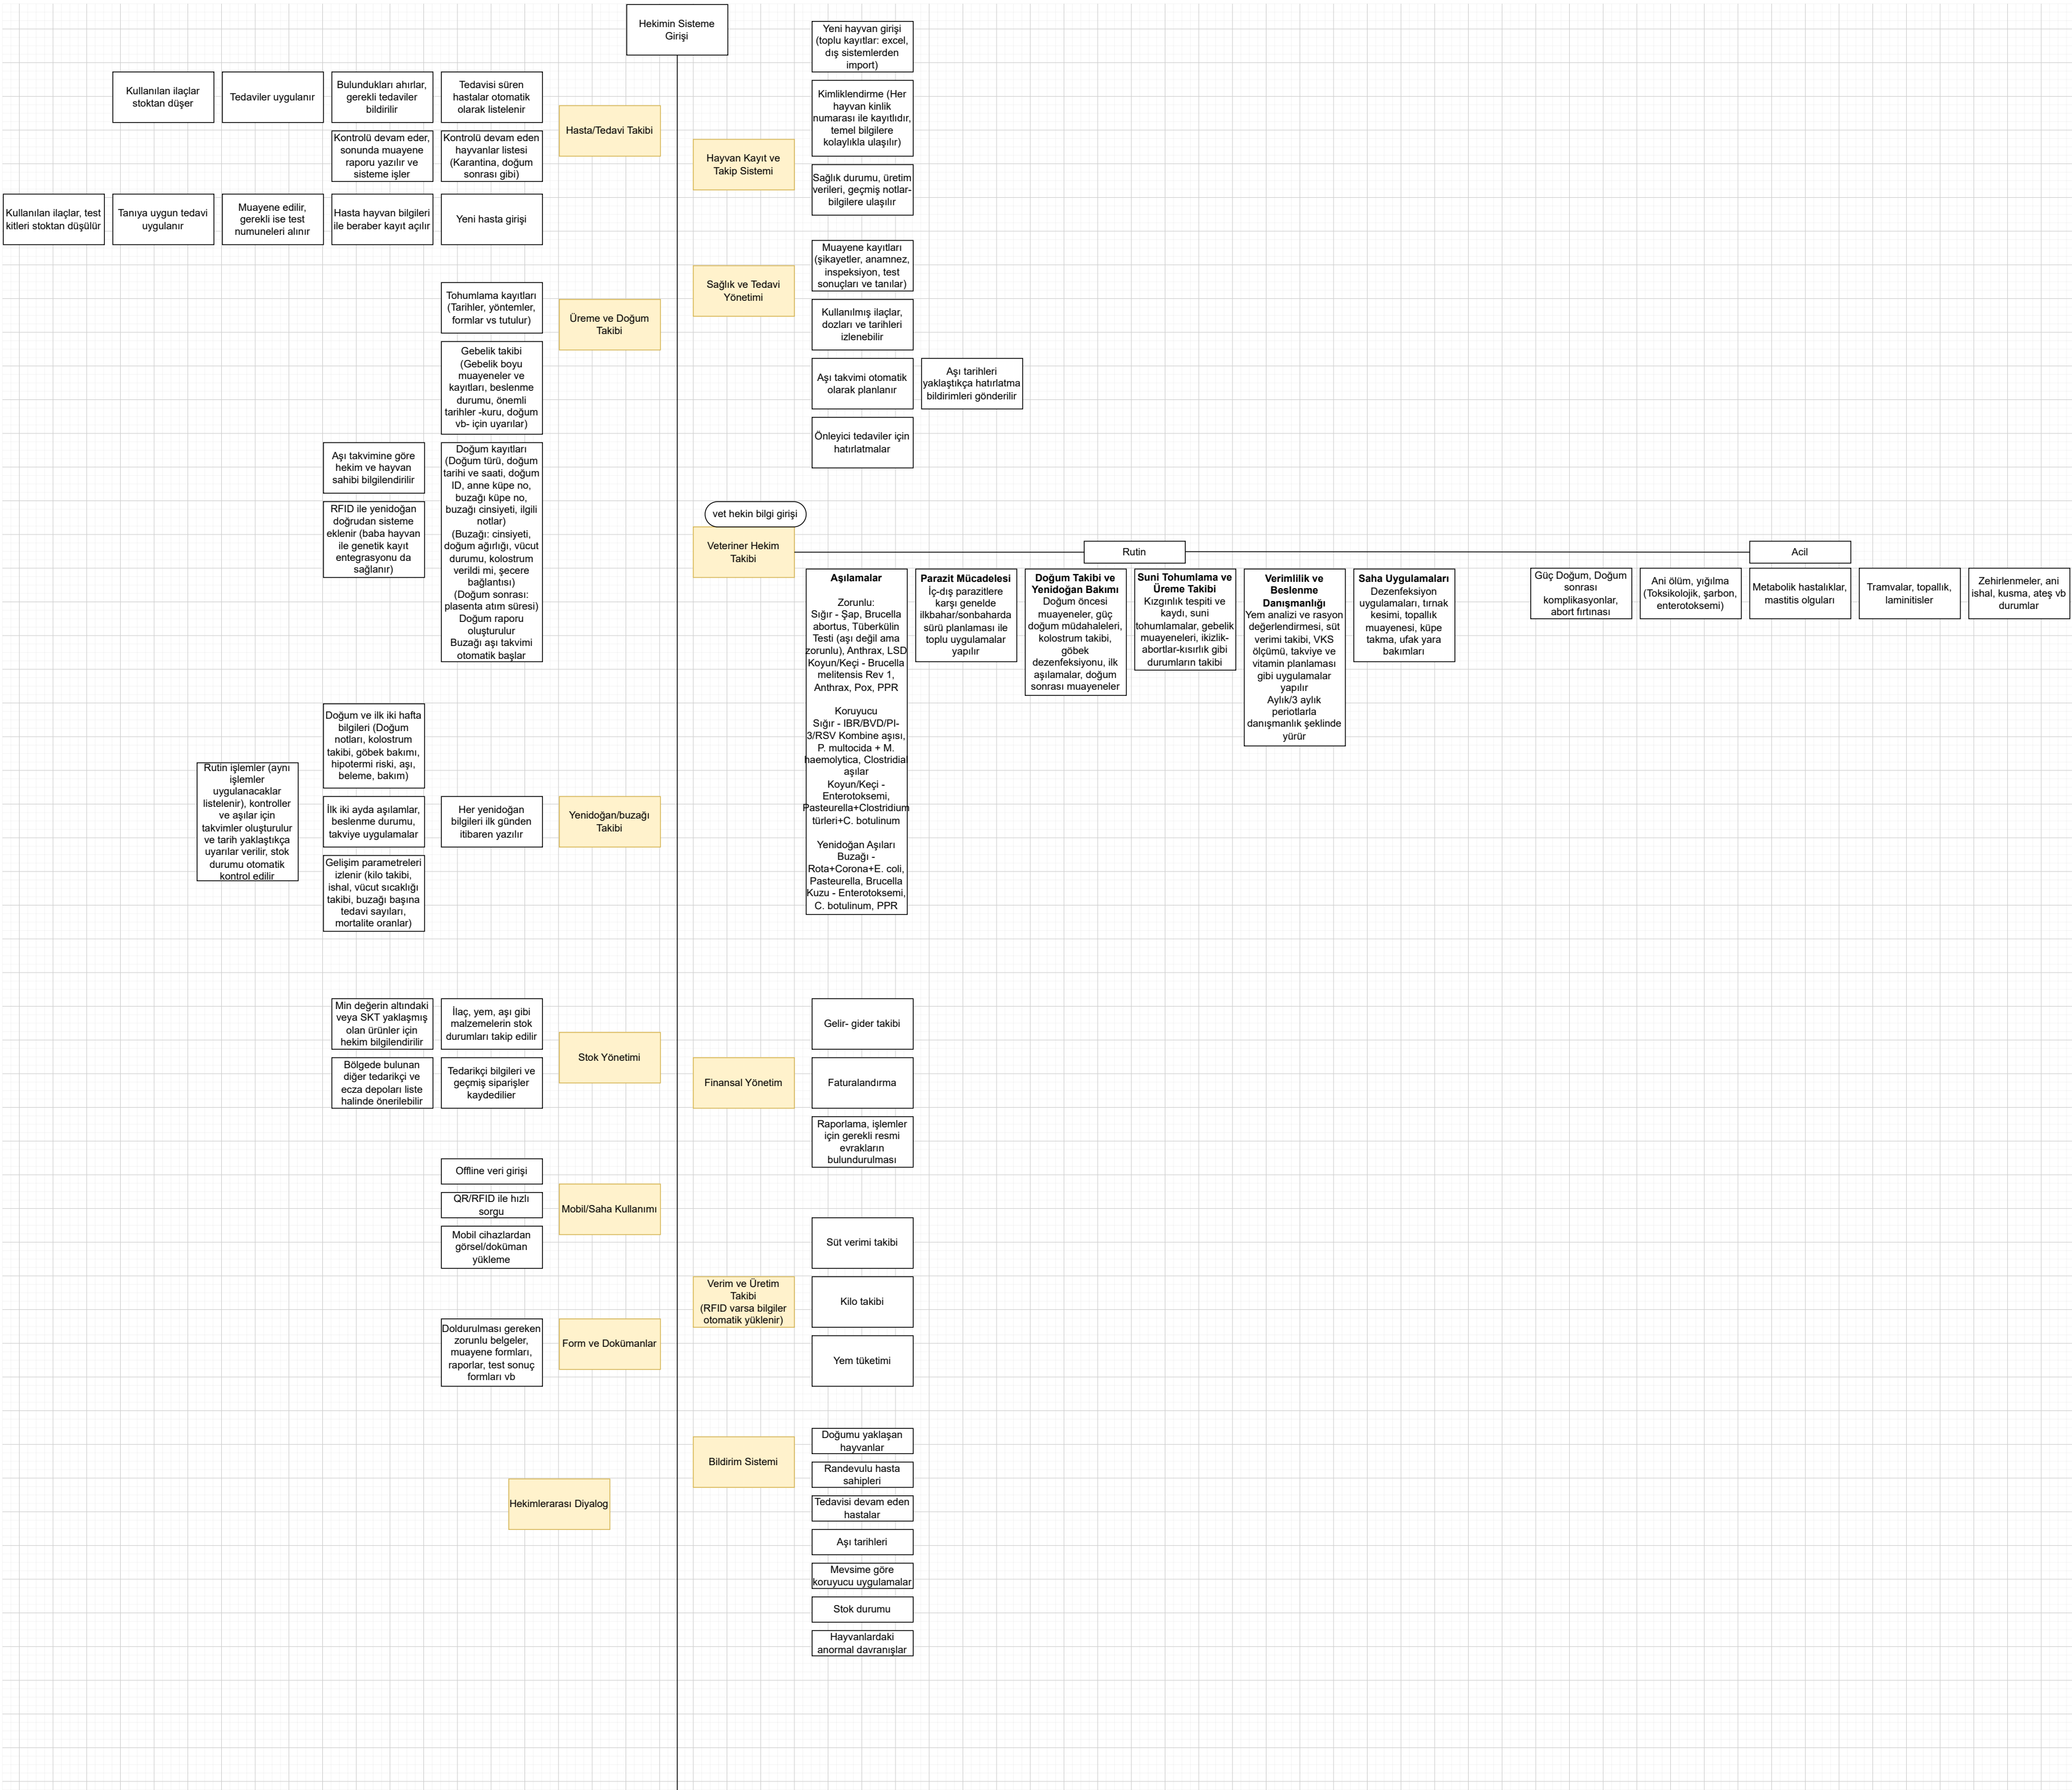 Hekimin Sisteme
Girişi
Kullanılan ilaçlar
stoktan düşer
Tedaviler uygulanır
Bulundukları ahırlar,
gerekli tedaviler
bildirilir
Tedavisi süren
hastalar otomatik
olarak listelenir
Kontrolü devam eder,
sonunda muayene
raporu yazılır ve
sisteme işler
Kontrolü devam eden
hayvanlar listesi
(Karantina, doğum
sonrası gibi)
Hasta/Tedavi Takibi
Kullanılan ilaçlar, test
kitleri stoktan düşülür
Tanıya uygun tedavi
uygulanır
Muayene edilir,
gerekli ise test
numuneleri alınır
Hasta hayvan bilgileri
ile beraber kayıt açılır
Yeni hasta girişi
Yeni hayvan girişi
(toplu kayıtlar: excel,
dış sistemlerden
import)
Kimliklendirme (Her
hayvan kinlik
numarası ile kayıtlıdır,
temel bilgilere
kolaylıkla ulaşılır)
Hayvan Kayıt ve
Takip Sistemi
Sağlık durumu, üretim
verileri, geçmiş notlar-
bilgilere ulaşılır
Muayene kayıtları
(şikayetler, anamnez,
inspeksiyon, test
sonuçları ve tanılar)
Sağlık ve Tedavi
Yönetimi
Kullanılmış ilaçlar,
dozları ve tarihleri
izlenebilir
Aşı takvimi otomatik
olarak planlanır
Aşı tarihleri
yaklaştıkça hatırlatma
bildirimleri gönderilir
Önleyici tedaviler için
hatırlatmalar
Tohumlama kayıtları
(Tarihler, yöntemler,
formlar vs tutulur)
Üreme ve Doğum
Takibi
Gebelik takibi
(Gebelik boyu
muayeneler ve
kayıtları, beslenme
durumu, önemli
tarihler -kuru, doğum
vb- için uyarılar)
Aşı takvimine göre
hekim ve hayvan
sahibi bilgilendirilir
RFID ile yenidoğan
doğrudan sisteme
eklenir (baba hayvan
ile genetik kayıt
entegrasyonu da
sağlanır)
Doğum kayıtları
(Doğum türü, doğum
tarihi ve saati, doğum
ID, anne küpe no,
buzağı küpe no,
buzağı cinsiyeti, ilgili
notlar)
(Buzağı: cinsiyeti,
doğum ağırlığı, vücut
durumu, kolostrum
verildi mi, şecere
bağlantısı)
(Doğum sonrası:
plasenta atım süresi)
Doğum raporu
oluşturulur
Buzağı aşı takvimi
otomatik başlar
vet hekin bilgi girişi
Veteriner Hekim
Takibi
Rutin
Acil
Aşılamalar
Zorunlu:
Sığır - Şap, Brucella
abortus, Tüberkülin
Testi (aşı değil ama
zorunlu), Anthrax, LSD
Koyun/Keçi - Brucella
melitensis Rev 1,
Anthrax, Pox, PPR
Koruyucu
Sığır - IBR/BVD/PI-
3/RSV Kombine aşısı,
P. multocida + M.
haemolytica, Clostridial
aşılar
Koyun/Keçi -
Enterotoksemi,
Pasteurella+Clostridium
türleri+C. botulinum
Yenidoğan Aşıları
Buzağı -
Rota+Corona+E. coli,
Pasteurella, Brucella
Kuzu - Enterotoksemi,
C. botulinum, PPR
Parazit Mücadelesi
İç-dış parazitlere
karşı genelde
ilkbahar/sonbaharda
sürü planlaması ile
toplu uygulamalar
yapılır
Doğum Takibi ve
Yenidoğan Bakımı
Doğum öncesi
muayeneler, güç
doğum müdahaleleri,
kolostrum takibi,
göbek
dezenfeksiyonu, ilk
aşılamalar, doğum
sonrası muayeneler
Suni Tohumlama ve
Üreme Takibi
Kızgınlık tespiti ve
kaydı, suni
tohumlamalar, gebelik
muayeneleri, ikizlik-
abortlar-kısırlık gibi
durumların takibi
Verimlilik ve
Beslenme
Danışmanlığı
Yem analizi ve rasyon
değerlendirmesi, süt
verimi takibi, VKS
ölçümü, takviye ve
vitamin planlaması
gibi uygulamalar
yapılır
Aylık/3 aylık
periotlarla
danışmanlık şeklinde
yürür
Saha Uygulamaları
Dezenfeksiyon
uygulamaları, tırnak
kesimi, topallık
muayenesi, küpe
takma, ufak yara
bakımları
Güç Doğum, Doğum
sonrası
komplikasyonlar,
abort fırtınası
Ani ölüm, yığılma
(Toksikolojik, şarbon,
enterotoksemi)
Metabolik hastalıklar,
mastitis olguları
Tramvalar, topallık,
laminitisler
Zehirlenmeler, ani
ishal, kusma, ateş vb
durumlar
Doğum ve ilk iki hafta
bilgileri (Doğum
notları, kolostrum
takibi, göbek bakımı,
hipotermi riski, aşı,
beleme, bakım)
Rutin işlemler (aynı
işlemler
uygulanacaklar
listelenir), kontroller
ve aşılar için
takvimler oluşturulur
ve tarih yaklaştıkça
uyarılar verilir, stok
durumu otomatik
kontrol edilir
İlk iki ayda aşılamlar,
beslenme durumu,
takviye uygulamalar
Her yenidoğan
bilgileri ilk günden
itibaren yazılır
Yenidoğan/buzağı
Takibi
Gelişim parametreleri
izlenir (kilo takibi,
ishal, vücut sıcaklığı
takibi, buzağı başına
tedavi sayıları,
mortalite oranlar)
Min değerin altındaki
veya SKT yaklaşmış
olan ürünler için
hekim bilgilendirilir
İlaç, yem, aşı gibi
malzemelerin stok
durumları takip edilir
Stok Yönetimi
Bölgede bulunan
diğer tedarikçi ve
ecza depoları liste
halinde önerilebilir
Tedarikçi bilgileri ve
geçmiş siparişler
kaydedilier
Gelir- gider takibi
Finansal Yönetim
Faturalandırma
Raporlama, işlemler
için gerekli resmi
evrakların
bulundurulması
Offline veri girişi
QR/RFID ile hızlı
sorgu
Mobil/Saha Kullanımı
Mobil cihazlardan
görsel/doküman
yükleme
Süt verimi takibi
Verim ve Üretim
Takibi
(RFID varsa bilgiler
otomatik yüklenir)
Kilo takibi
Yem tüketimi
Doldurulması gereken
zorunlu belgeler,
muayene formları,
raporlar, test sonuç
formları vb
Form ve Dokümanlar
Doğumu yaklaşan
hayvanlar
Bildirim Sistemi
Randevulu hasta
sahipleri
Hekimlerarası Diyalog
Tedavisi devam eden
hastalar
Aşı tarihleri
Mevsime göre
koruyucu uygulamalar
Stok durumu
Hayvanlardaki
anormal davranışlar